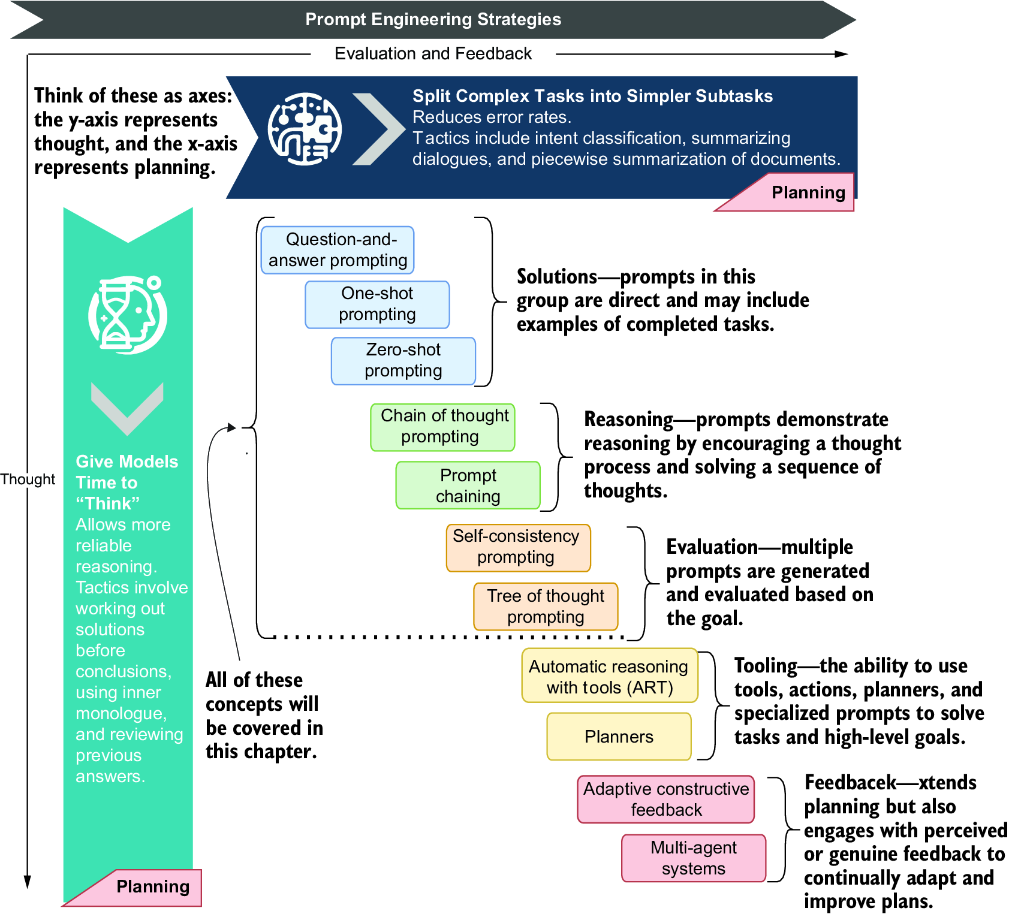 Prompt Engineering Strategies
Evaluation and Feedback
Think of these as axes:
the y-axis represents
thought, and the x-axis
represents planning.
Split Complex Tasks into Simpler Subtasks
Reduces error rates.
Tactics include intent classification, summarizing
dialogues, and piecewise summarization of documents.
Planning
Question-and-
answer prompting
One-shot
prompting
Zero-shot
prompting
Solutions—prompts in this
group are direct and may include
examples of completed tasks.
Chain of thought
prompting
Prompt
chaining
Reasoning—prompts demonstrate
reasoning by encouraging a thought
process and solving a sequence of
thoughts.
Thought
Give Models
Time to
“Think”
Allows more
reliable
reasoning.
Tactics involve
working out
solutions
before
conclusions,
using inner
monologue,
and reviewing
previous
answers.
Planning
Self-consistency
prompting
Tree of thought
prompting
Evaluation—multiple
prompts are generated
and evaluated based on
the goal.
All of these
concepts will
be covered in
this chapter.
Automatic reasoning
with tools (ART)
Planners
Tooling—the ability to use
tools, actions, planners, and
specialized prompts to solve
tasks and high-level goals.
Adaptive constructive
feedback
Multi-agent
systems
Feedbacek—xtends
planning but also
engages with perceived
or genuine feedback to
continually adapt and
improve plans.